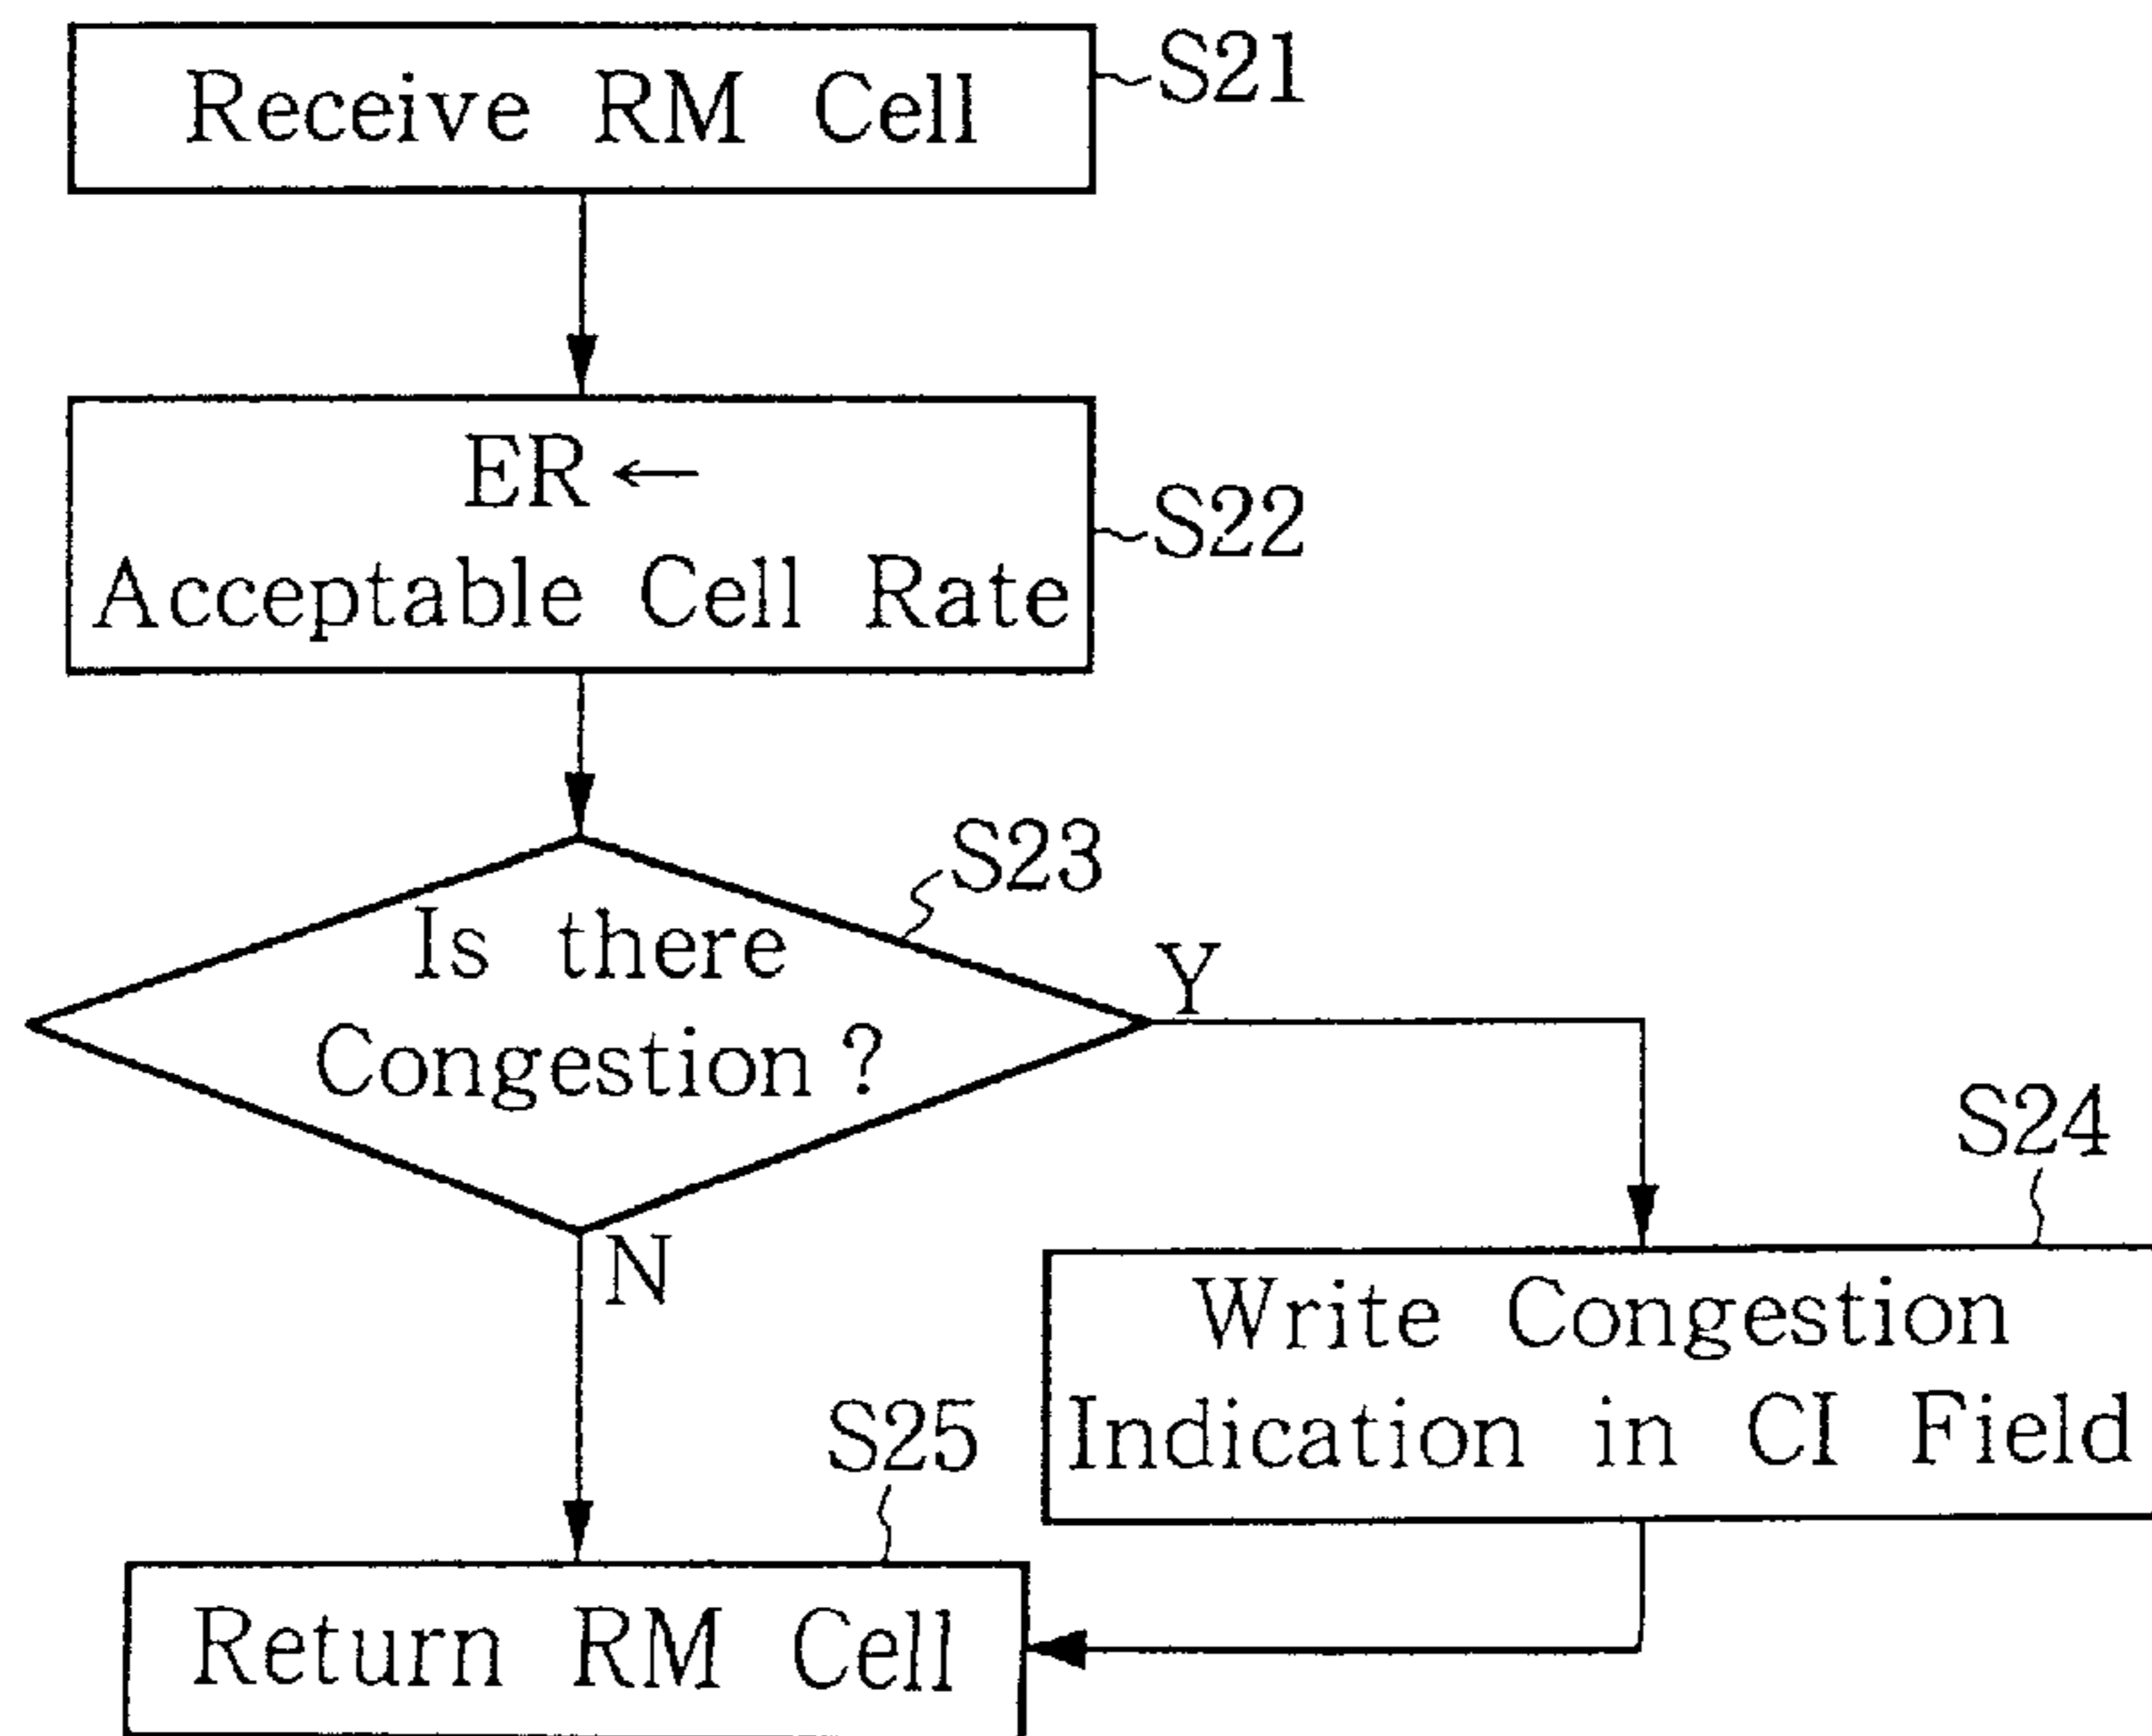 Receive RM Cell
S21
ER←
Acceptable Cell Rate
S22
S23
Is there
Congestion?
Y
N
S24
Write Congestion
Indication in CI Field
S25
Return RM Cell